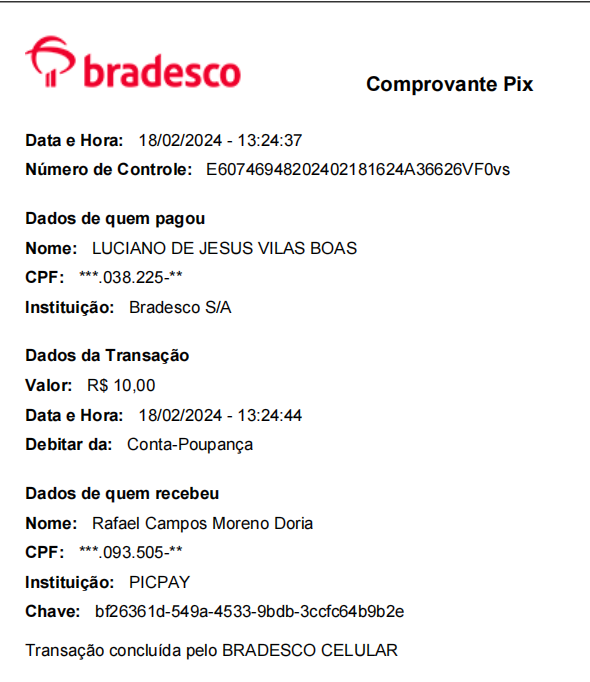 bradesco
Comprovante Pix
Data e Hora: 18/02/2024 - 13:24:37
Número de Controle: E60746948202402181624A36626VF0vs
Dados de quem pagou
Nome: LUCIANO DE JESUS VILAS BOAS
CPF: ***.038.225-**
Instituição: Bradesco S/A
Dados da Transação
Valor: R$ 10,00
Data e Hora: 18/02/2024 - 13:24:44
Debitar da: Conta-Poupança
Dados de quem recebeu
Nome: Rafael Campos Moreno Doria
CPF: ***.093.505-**
Instituição: PICPAY
Chave: bf26361d-549a-4533-9bdb-3ccfc64b9b2e
Transação concluída pelo BRADESCO CELULAR